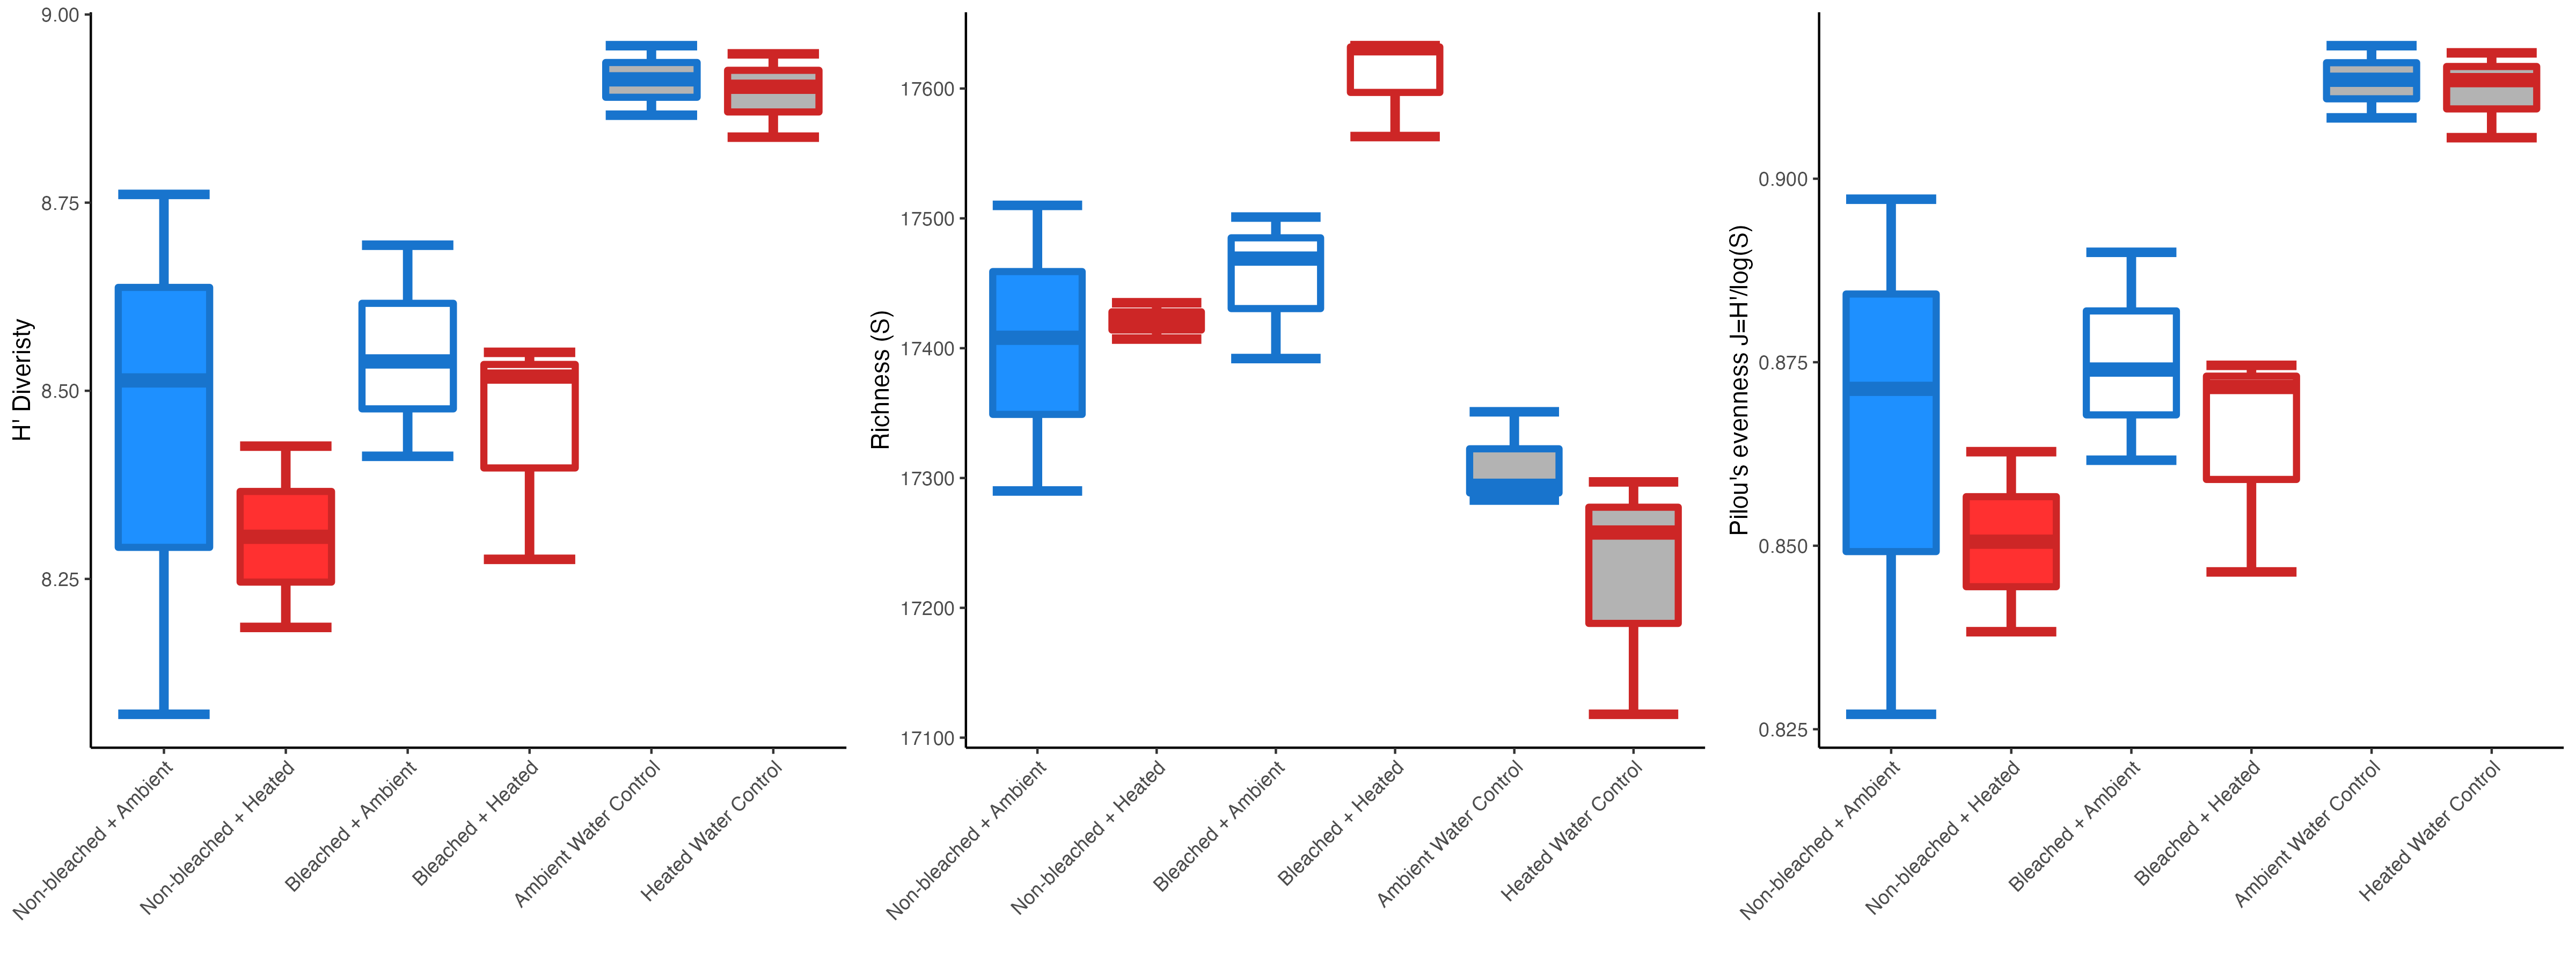 H' Diveristy
9.00
8.75
8.50
8.25
Non-bleached + Ambient
Non-bleached + Heated
Bleached + Ambient
Bleached + Heated
Ambient Water Control
Heated Water Control
Richness (S)
17600
17500
17400
17300
17200
17100
Non-bleached + Ambient
Non-bleached + Heated
Bleached + Ambient
Bleached + Heated
Ambient Water Control
Heated Water Control
Pilou's evenness J=H'/log(S)
0.900
0.875
0.850
0.825
Non-bleached + Ambient
Non-bleached + Heated
Bleached + Ambient
Bleached + Heated
Ambient Water Control
Heated Water Control